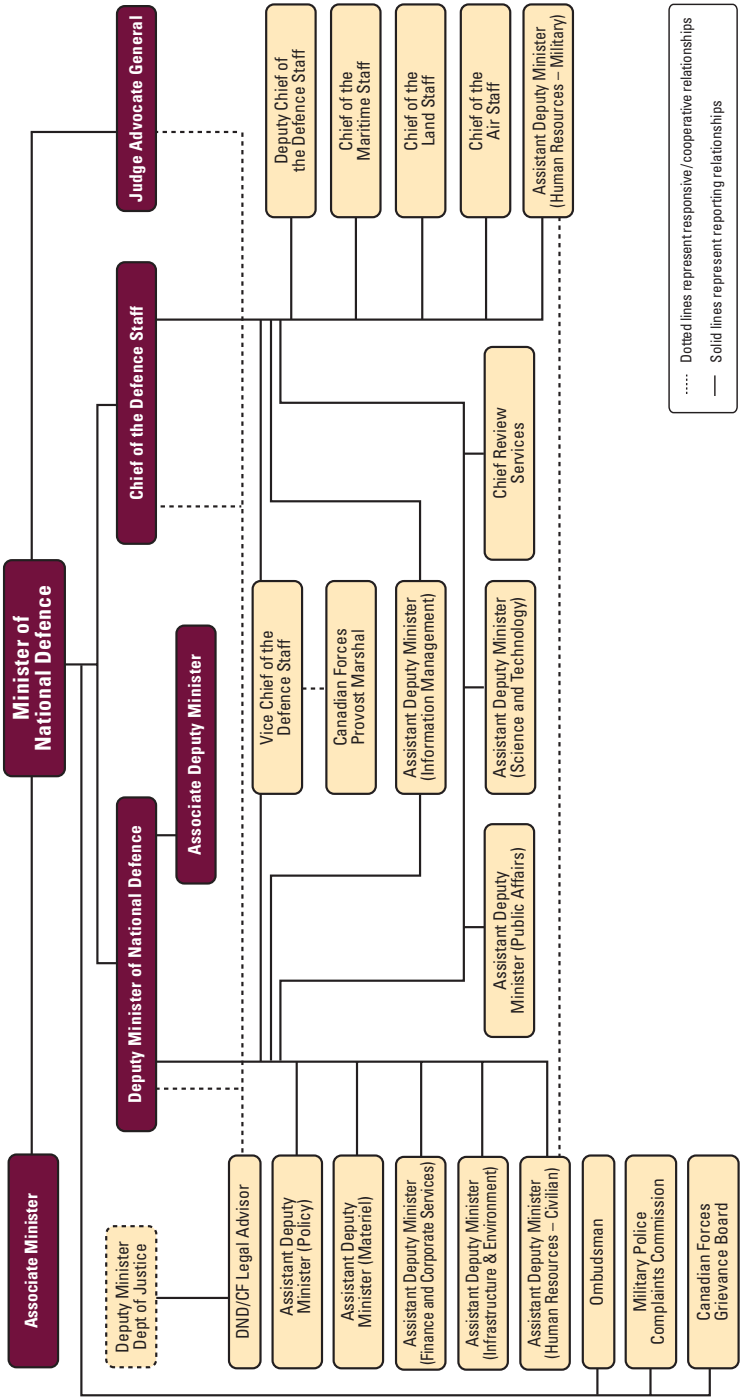 Minister of
National Defence
Associate Minister
Judge Advocate General
Deputy Minister of National Defence
Chief of the Defence Staff
Associate Deputy Minister
Deputy Minister
Dept of Justice
DND/CF Legal Advisor
Assistant Deputy
Minister (Policy)
Assistant Deputy
Minister (Materiel)
Assistant Deputy Minister
(Finance and Corporate Services)
Assistant Deputy Minister
(Infrastructure & Environment)
Assistant Deputy Minister
(Human Resources – Civilian)
Ombudsman
Military Police
Complaints Commission
Canadian Forces
Grievance Board
Vice Chief of the
Defence Staff
Canadian Forces
Provost Marshal
Assistant Deputy Minister
(Information Management)
Assistant Deputy
Minister (Public Affairs)
Assistant Deputy Minister
(Science and Technology)
Chief Review
Services
Deputy Chief of
the Defence Staff
Chief of the
Maritime Staff
Chief of the
Land Staff
Chief of the
Air Staff
Assistant Deputy Minister
(Human Resources – Military)
Dotted lines represent responsive/cooperative relationships
Solid lines represent reporting relationships